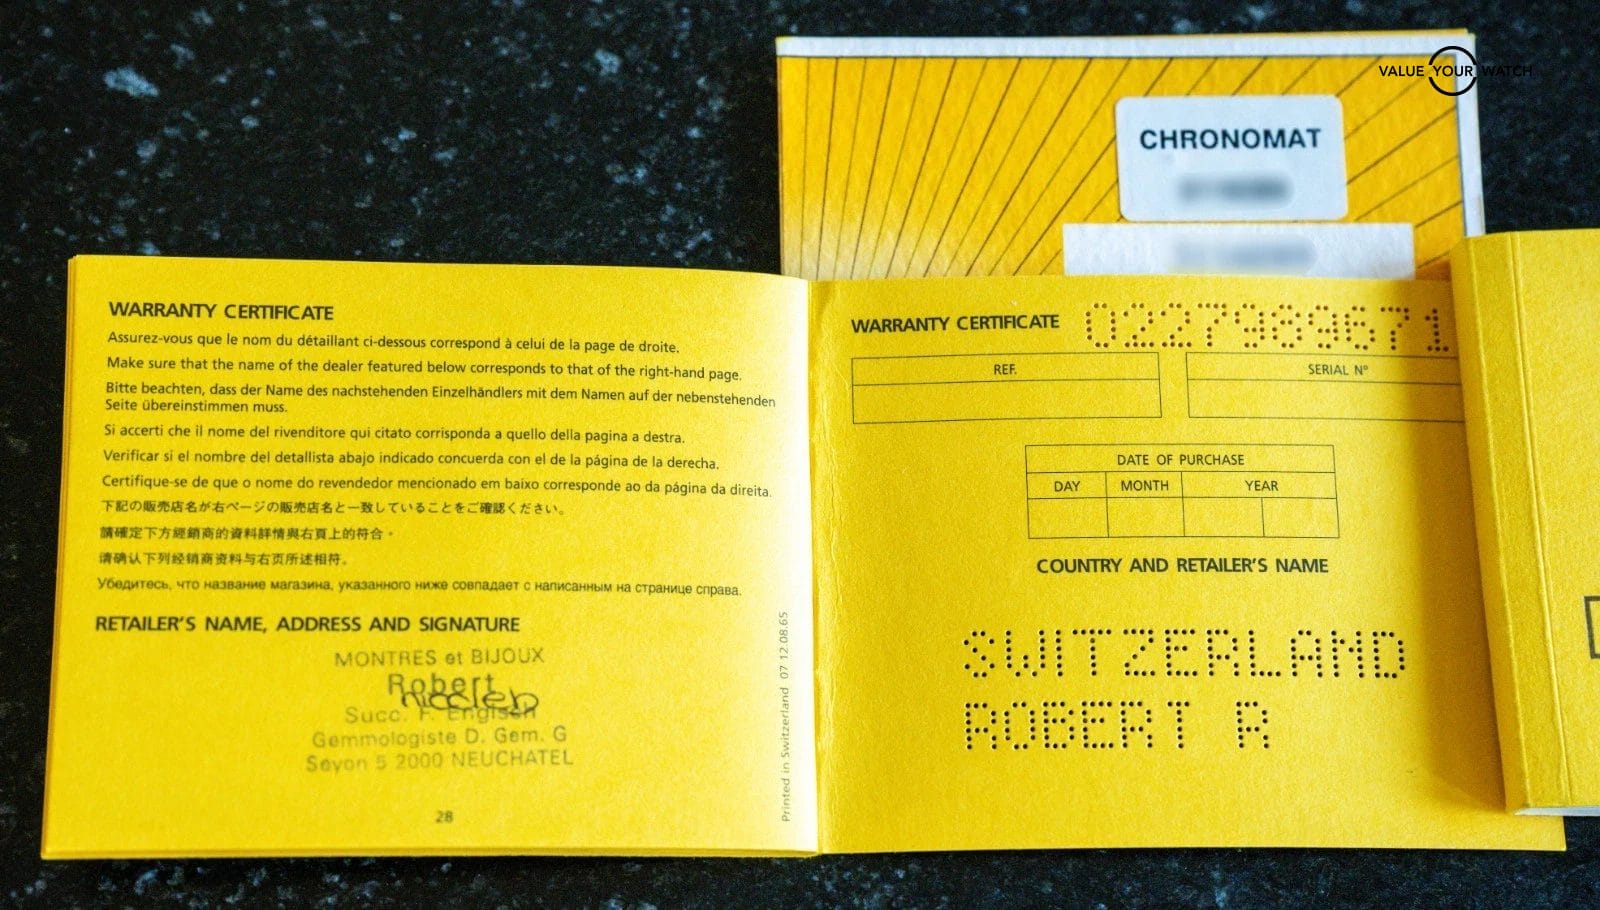 VALUE YOUR WATCH
CHRONOMAT
WARRANTY CERTIFICATE
Assurez-vous que le nom du détaillant ci-dessous correspond à celui de la page de droite.
Make sure that the name of the dealer featured below corresponds to that of the right-hand page.
Bitte beachten, dass der Name des nachstehenden Einzelhändlers mit dem Namen auf der nebenstehenden
Seite übereinstimmen muss.
Si accerti che il nome del rivenditore qui citato corrisponda a quello della pagina a destra.
Verificar si el nombre del detallista abajo indicado concuerda con el de la página de la derecha.
Certifique-se de que o nome do revendedor mencionado em baixo corresponde ao da página da direita.
下記の販売店名が右ページの販売店名と一致していることをご確認ください。
請確定下方經銷商的資料詳情與右頁上的符合。
请确认下列经销商资料与右页所述相符。
Убедитесь, что название магазина, указанного ниже совпадает с написанным на странице справа.
RETAILER'S NAME, ADDRESS AND SIGNATURE
MONTRES et BIJOUX
Robert
Succ. F. Engisch
Gemmologiste D. Gem. G
Seyon 5 2000 NEUCHATEL
28
Printed in Switzerland 07 12.08.65
WARRANTY CERTIFICATE 0227989671
REF.
SERIAL Nº
DATE OF PURCHASE
DAY MONTH YEAR
COUNTRY AND RETAILER'S NAME
SWITZERLAND
ROBERT R